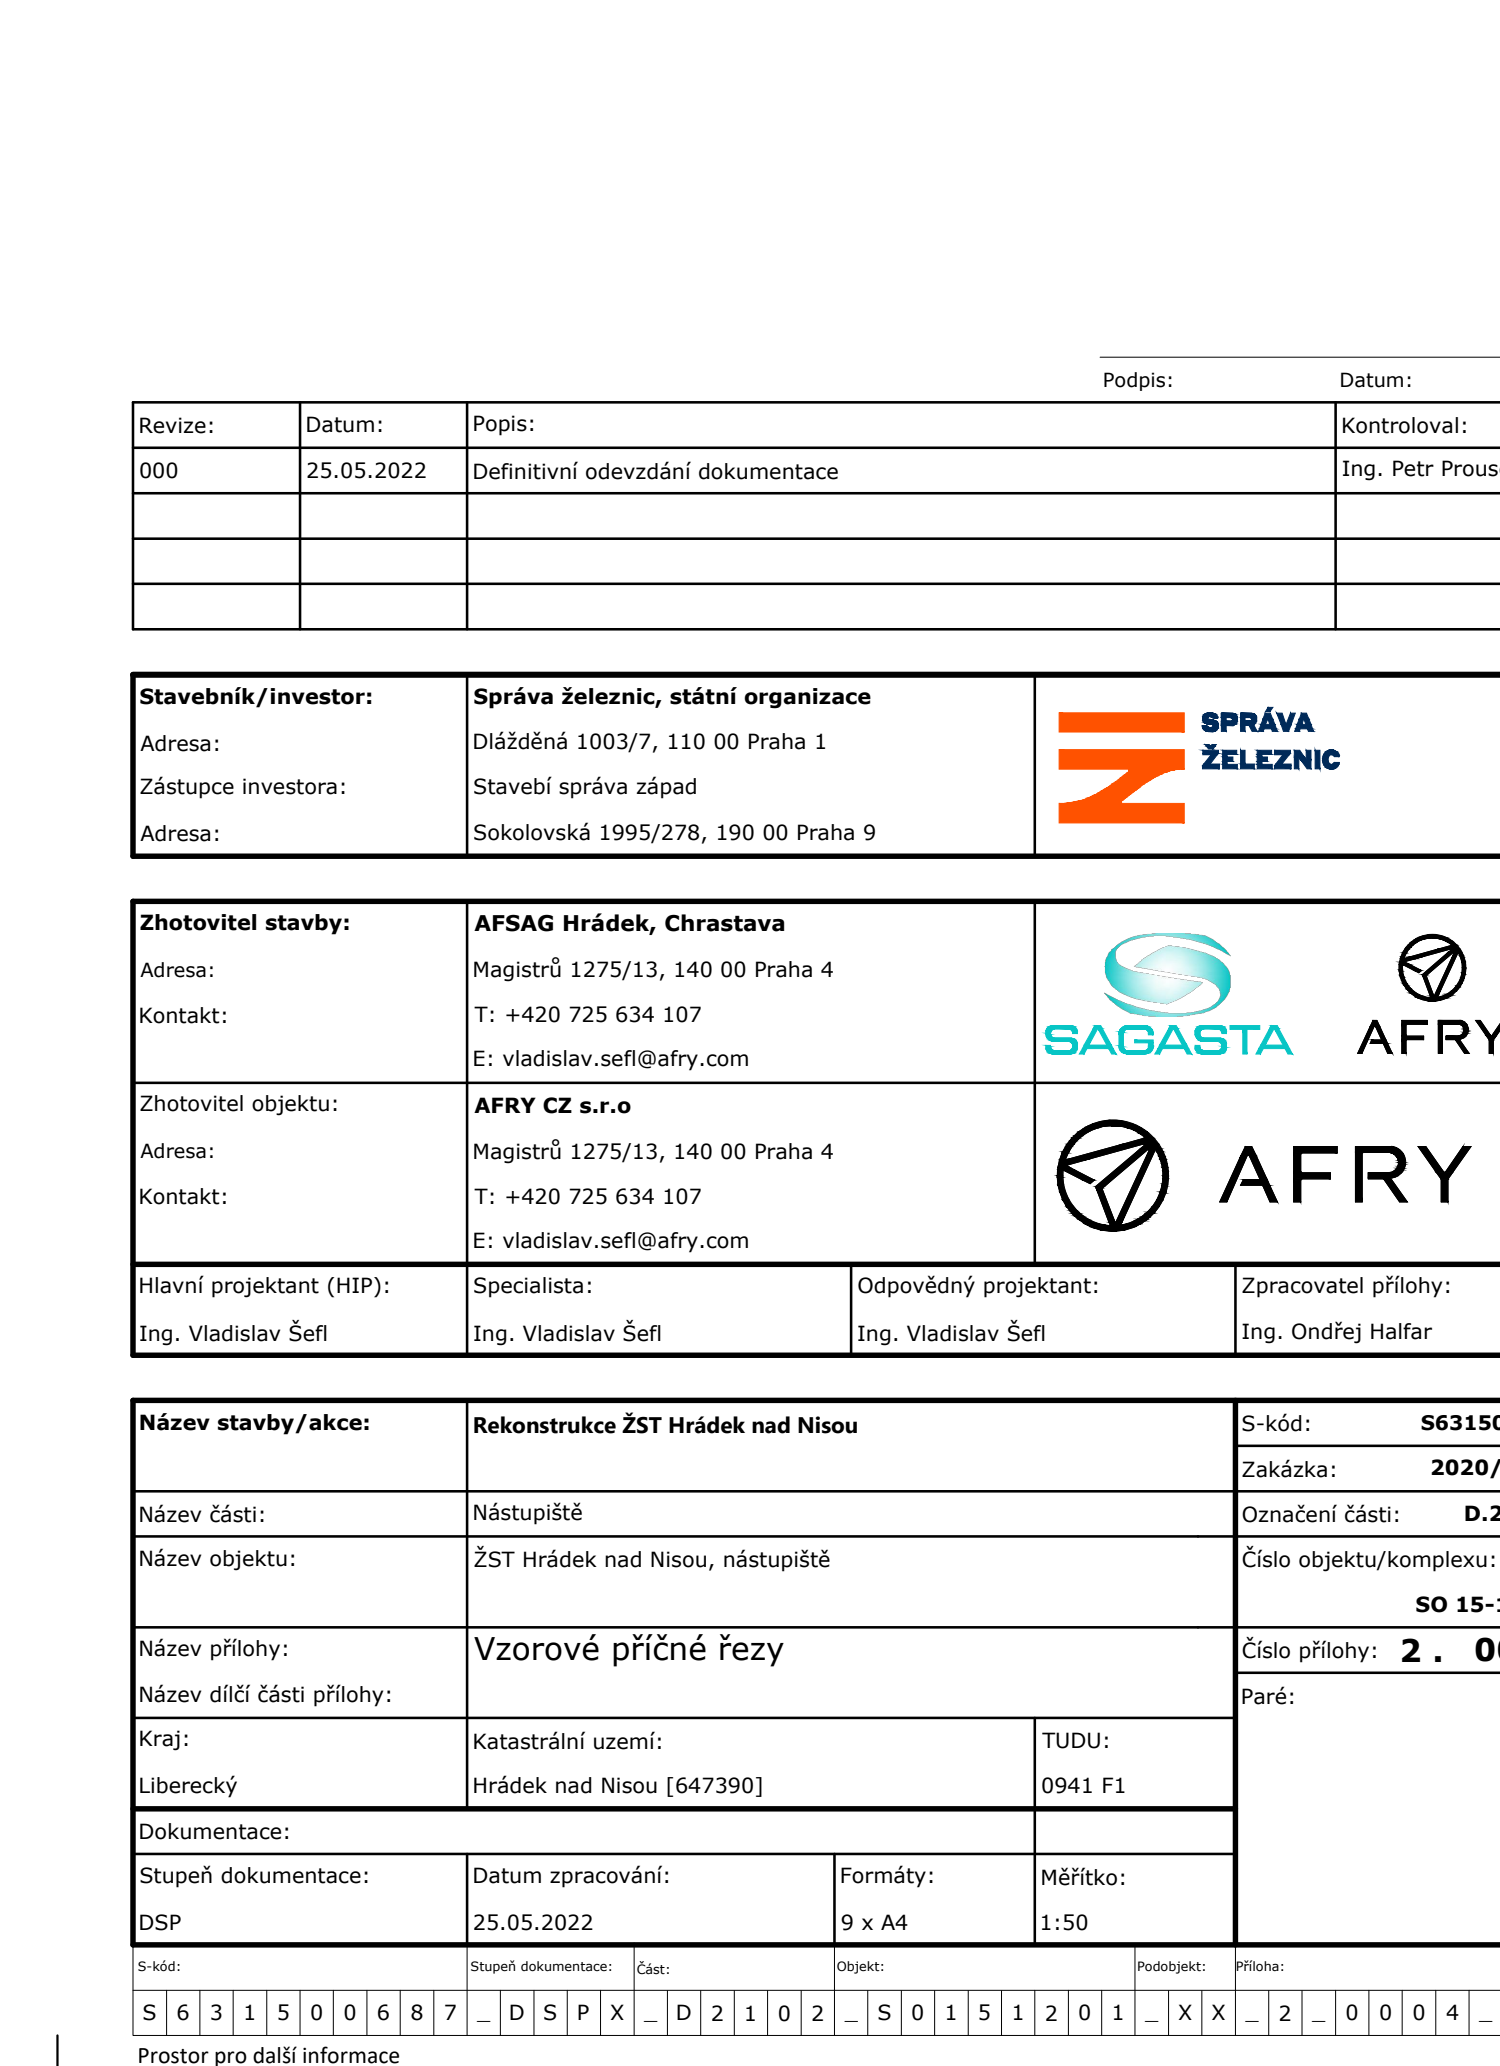 Podpis: Datum:
Revize: Datum: Popis: Kontroloval:
000 25.05.2022 Definitivní odevzdání dokumentace Ing. Petr
Stavebník/investor: Správa železnic, státní organizace
Adresa: Dlážděná 1003/7, 110 00 Praha 1
Zástupce investora: Stavebí správa západ
Adresa: Sokolovská 1995/278, 190 00 Praha 9
SPRÁVA
ŽELEZNIC
Zhotovitel stavby: AFSAG Hrádek, Chrastava
Adresa: Magistrů 1275/13, 140 00 Praha 4
Kontakt: T: +420 725 634 107
E: vladislav.sefl@afry.com
SAGASTA AFRY
Zhotovitel objektu: AFRY CZ s.r.o
Adresa: Magistrů 1275/13, 140 00 Praha 4
Kontakt: T: +420 725 634 107
E: vladislav.sefl@afry.com
AFRY
Hlavní projektant (HIP): Specialista: Odpovědný projektant: Zpracovatel přílohy:
Ing. Vladislav Šefl Ing. Vladislav Šefl Ing. Vladislav Šefl Ing. Ondřej Halfar
Název stavby/akce: Rekonstrukce ŽST Hrádek nad Nisou S-kód: S63150
Zakázka: 2020/
Název části: Nástupiště Označení části: D.2
Název objektu: ŽST Hrádek nad Nisou, nástupiště Číslo objektu/komplexu:
SO 15-
Název přílohy: Vzorové příčné řezy Číslo přílohy: 2 . 0
Název dílčí části přílohy: Paré:
Kraj: Katastrální uzemí: TUDU:
Liberecký Hrádek nad Nisou [647390] 0941 F1
Dokumentace:
Stupeň dokumentace: Datum zpracování: Formáty: Měřítko:
DSP 25.05.2022 9 x A4 1:50
S-kód: Stupeň dokumentace: Část: Objekt: Podobjekt: Příloha:
S 6 3 1 5 0 0 6 8 7 _ D S P X _ D 2 1 0 2 _ S 0 1 5 1 2 0 1 _ X X _ 2 _ 0 0 0 4 _
Prostor pro další informace